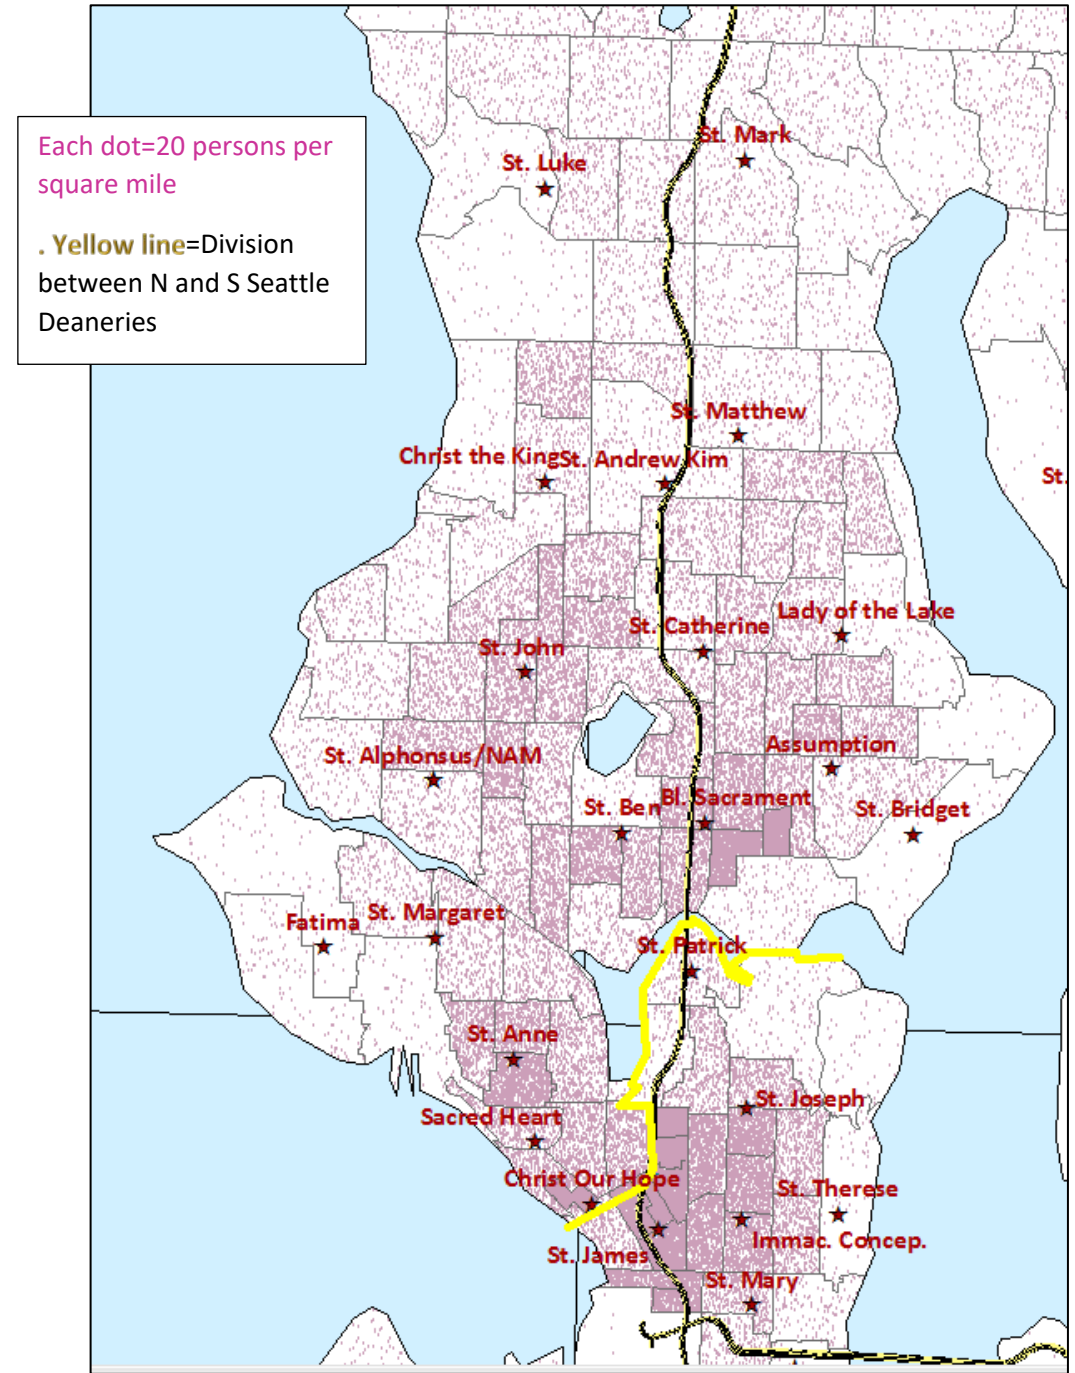 Each dot=20 persons per
square mile
. Yellow line=Division
between N and S Seattle
Deaneries
St. Mark
St. Luke
St. Matthew
Christ the King
St. Andrew Kim
St.
Lady of the Lake
St. Catherine
St. John
Assumption
St. Alphonsus/NAM
St. Ben
Bl. Sacrament
St. Bridget
Fatima
St. Margaret
St. Patrick
St. Anne
St. Joseph
Sacred Heart
Christ Our Hope
St. Therese
Immac. Concep.
St. James
St. Mary